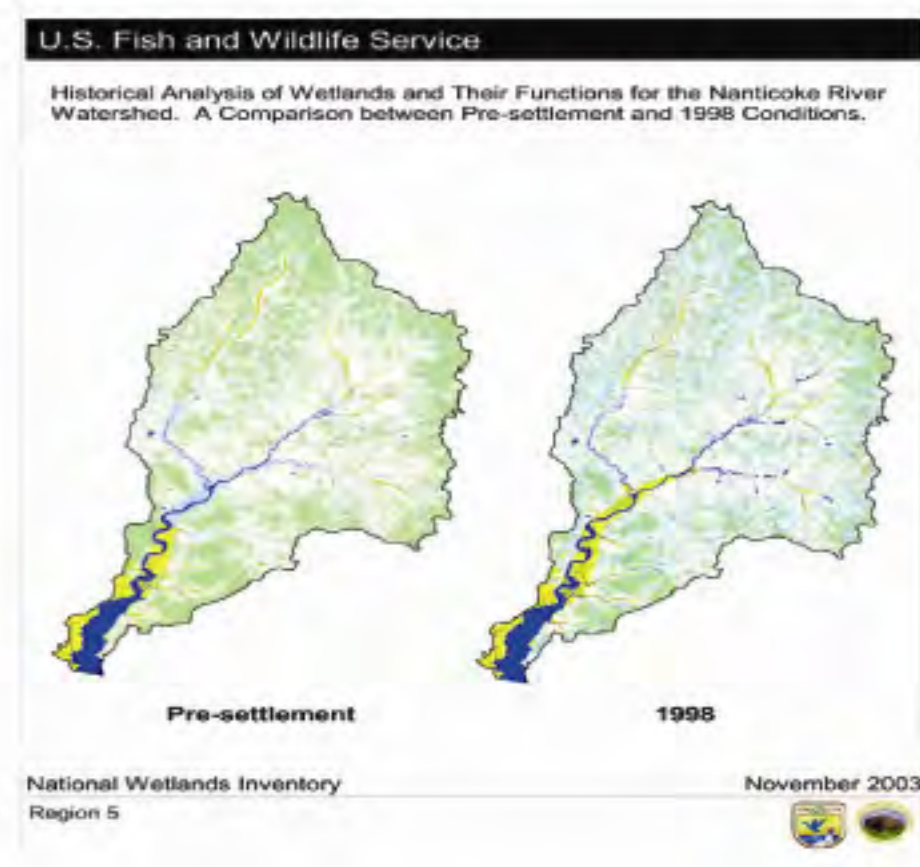 U.S. Fish and Wildlife Service
Historical Analysis of Wetlands and Their Functions for the Nanticoke River
Watershed. A Comparison between Pre-settlement and 1998 Conditions.
Pre-settlement
1998
National Wetlands Inventory
November 2003
Region 5